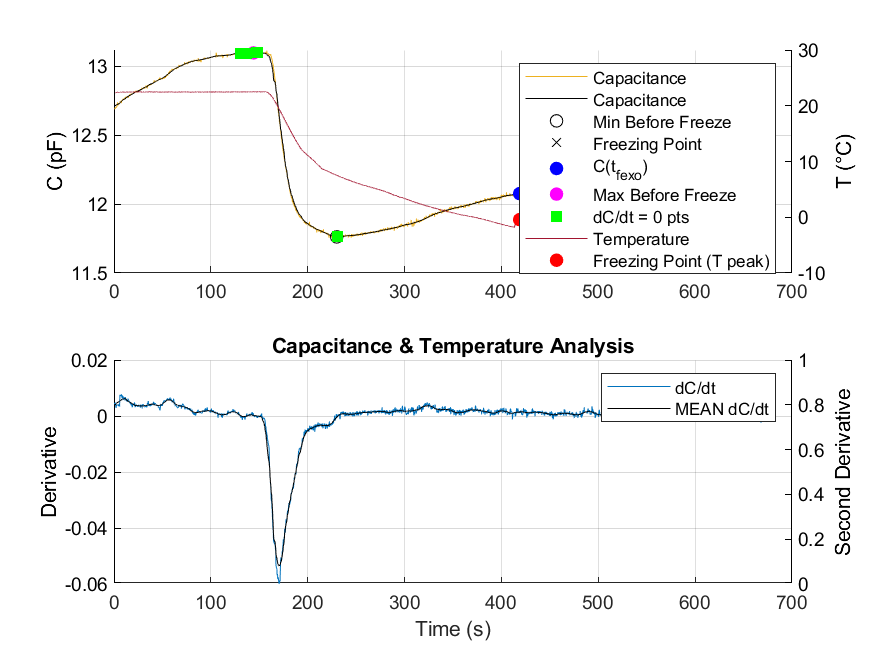 13
12.5
12
11.5
C (pF)
30
20
10
0
-10
T (°C)
0 100 200 300 400 500 600 700
Capacitance
Capacitance
Min Before Freeze
Freezing Point
C(t_fexo)
Max Before Freeze
dC/dt = 0 pts
Temperature
Freezing Point (T peak)
Capacitance & Temperature Analysis
0.02
0
-0.02
-0.04
-0.06
Derivative
1
0.8
0.6
0.4
0.2
0
Second Derivative
dC/dt
MEAN dC/dt
0 100 200 300 400 500 600 700
Time (s)